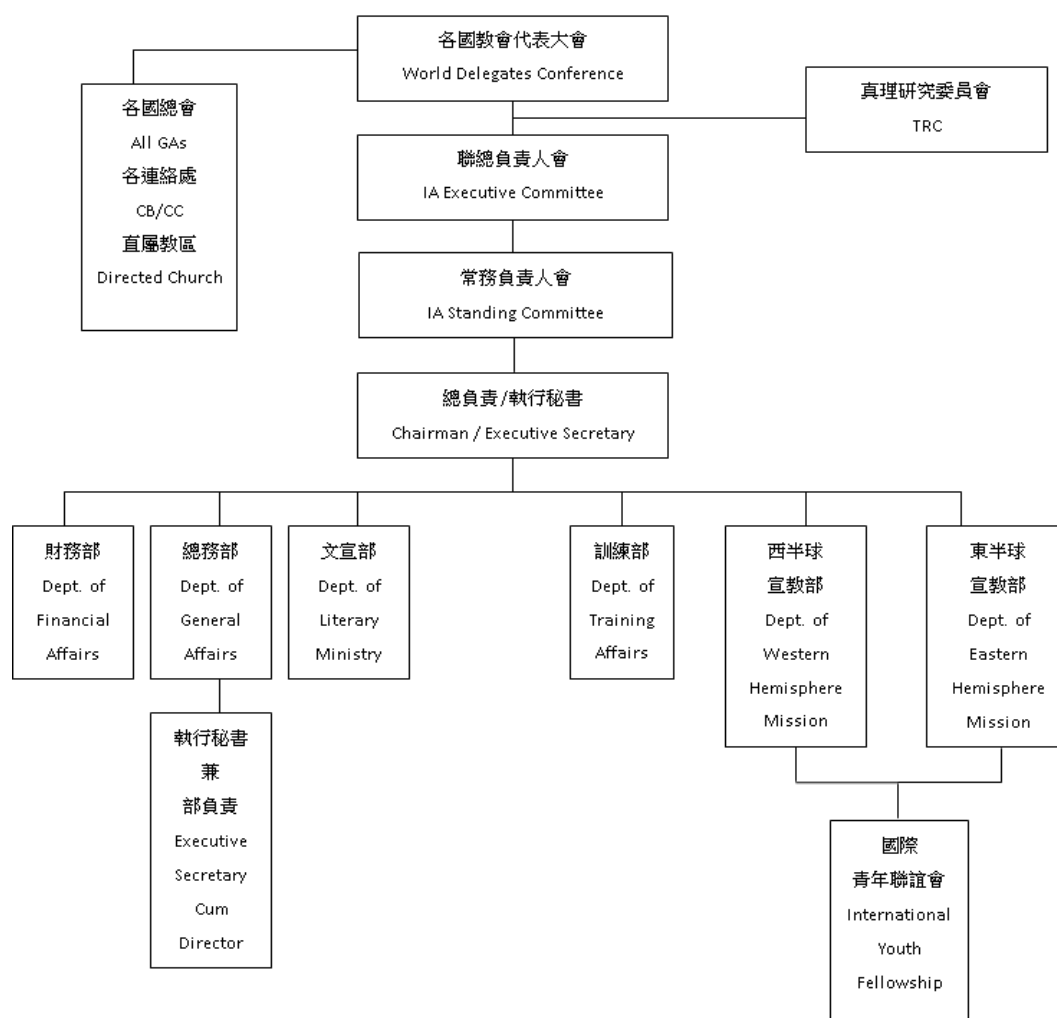 各國教會代表大會
World Delegates Conference
各國總會
All GAs
各連絡處
CB/CC
直屬教區
Directed Church
真理研究委員會
TRC
聯總負責人會
IA Executive Committee
常務負責人會
IA Standing Committee
總負責/執行秘書
Chairman / Executive Secretary
財務部
Dept. of
Financial
Affairs
總務部
Dept. of
General
Affairs
文宣部
Dept. of
Literary
Ministry
訓練部
Dept. of
Training
Affairs
西半球
宣教部
Dept. of
Western
Hemisphere
Mission
東半球
宣教部
Dept. of
Eastern
Hemisphere
Mission
執行秘書
兼
部負責
Executive
Secretary
Cum
Director
國際
青年聯誼會
International
Youth
Fellowship